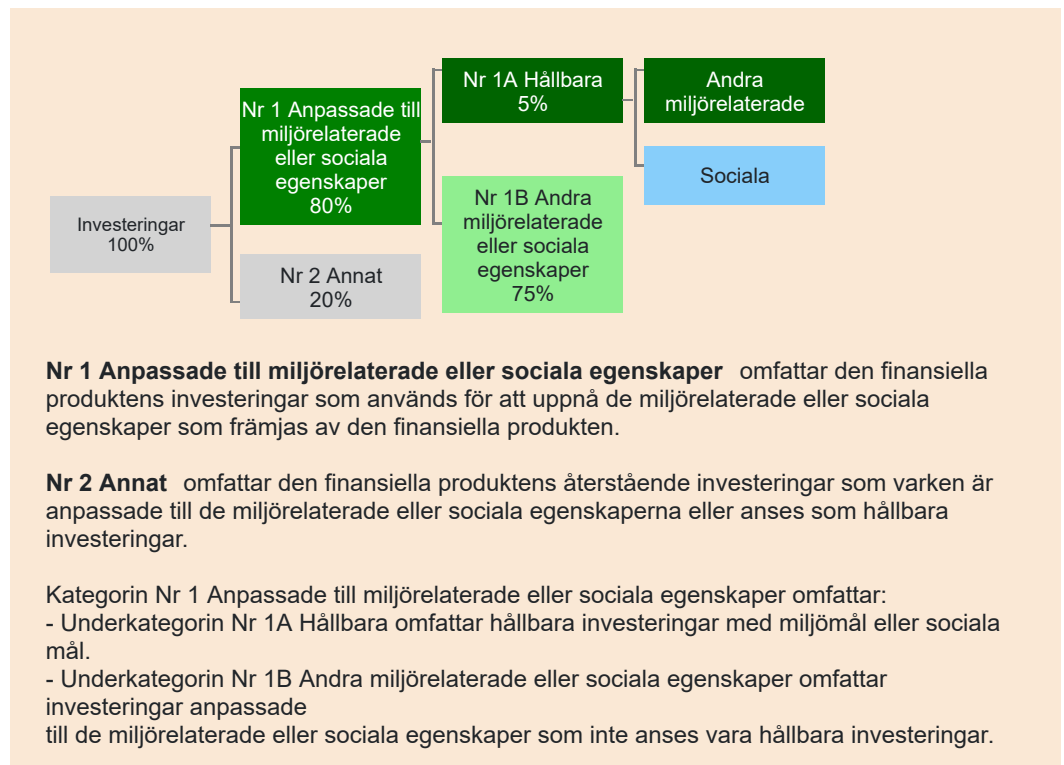 Investeringar
100%
Nr 1 Anpassade till
miljörelaterade
eller sociala
egenskaper
80%
Nr 2 Annat
20%
Nr 1A Hållbara
5%
Nr 1B Andra
miljörelaterade
eller sociala
egenskaper
75%
Andra
miljörelaterade
Sociala
Nr 1 Anpassade till miljörelaterade eller sociala egenskaper omfattar den finansiella
produktens investeringar som används för att uppnå de miljörelaterade eller sociala
egenskaper som främjas av den finansiella produkten.
Nr 2 Annat omfattar den finansiella produktens återstående investeringar som varken är
anpassade till de miljörelaterade eller sociala egenskaperna eller anses som hållbara
investeringar.
Kategorin Nr 1 Anpassade till miljörelaterade eller sociala egenskaper omfattar:
- Underkategorin Nr 1A Hållbara omfattar hållbara investeringar med miljömål eller sociala
mål.
- Underkategorin Nr 1B Andra miljörelaterade eller sociala egenskaper omfattar
investeringar anpassade
till de miljörelaterade eller sociala egenskaper som inte anses vara hållbara investeringar.